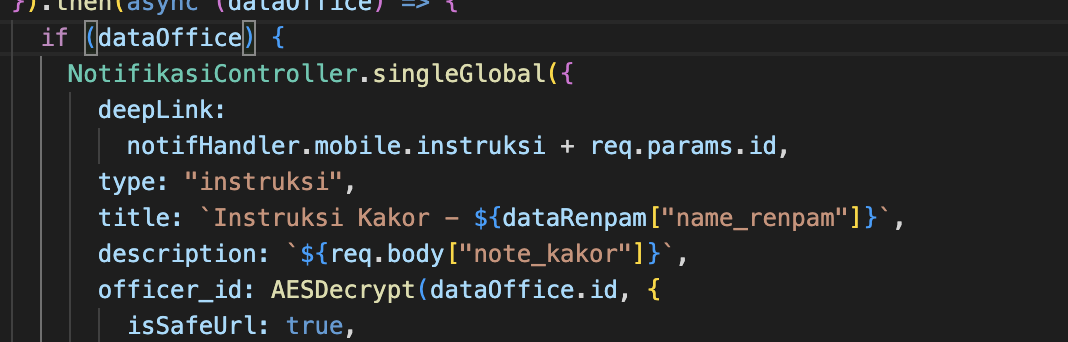 }).then(async (dataOffice) => {
if (dataOffice) {
NotifikasiController.singleGlobal({
deepLink:
notifHandler.mobile.instruksi + req.params.id,
type: "instruksi",
title: `Instruksi Kakor – ${dataRenpam["name_renpam"]}`,
description: `${req.body["note_kakor"]}`,
officer_id: AESDecrypt(dataOffice.id, {
isSafeUrl: true,